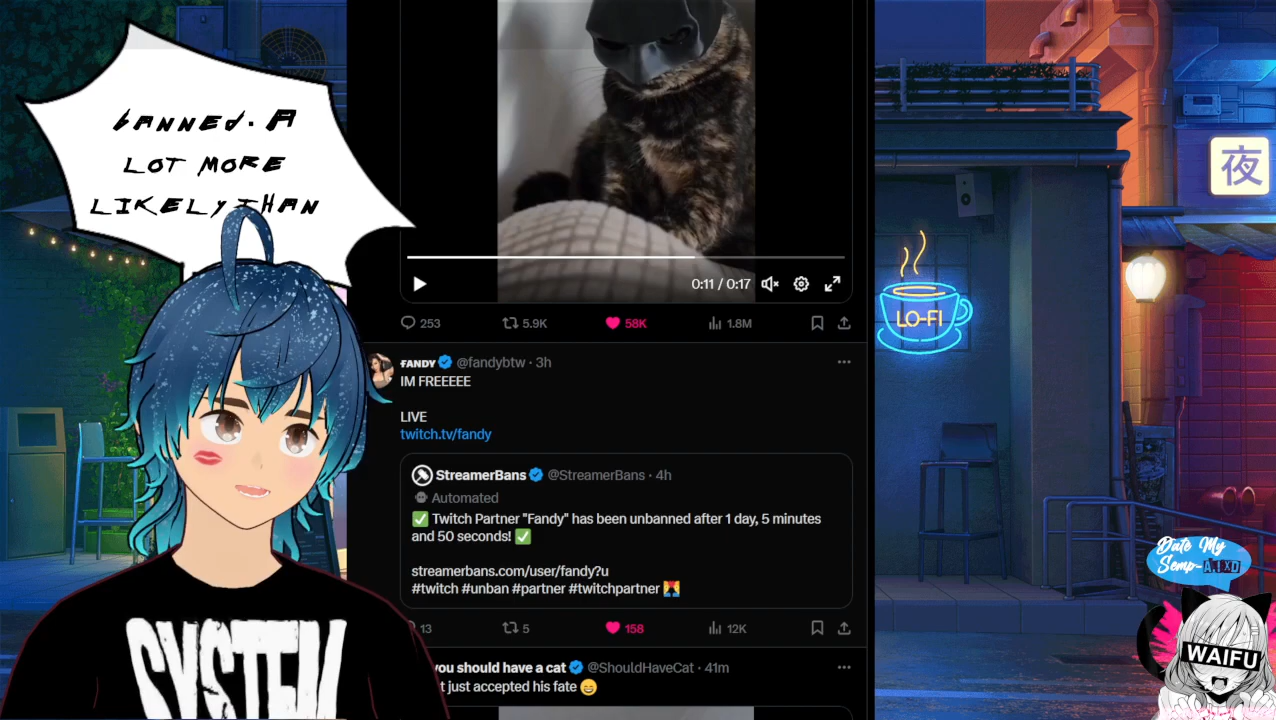 BANNED. A
LOT MORE
LIKELY THAN
0:11 / 0:17
253
5.9K
58K
1.8M
FANDY @fandybtw · 3h
IM FREEEEE
LIVE
twitch.tv/fandy
StreamerBans @StreamerBans · 4h
Automated
✅ Twitch Partner "Fandy" has been unbanned after 1 day, 5 minutes
and 50 seconds! ✅
streamerbans.com/user/fandy?u
#twitch #unban #partner #twitchpartner
13
5
158
12K
you should have a cat @ShouldHaveCat · 41m
just accepted his fate 😄
SYSTEM
夜
LO-FI
Date My
Semp-A.I.XD
WAIFU